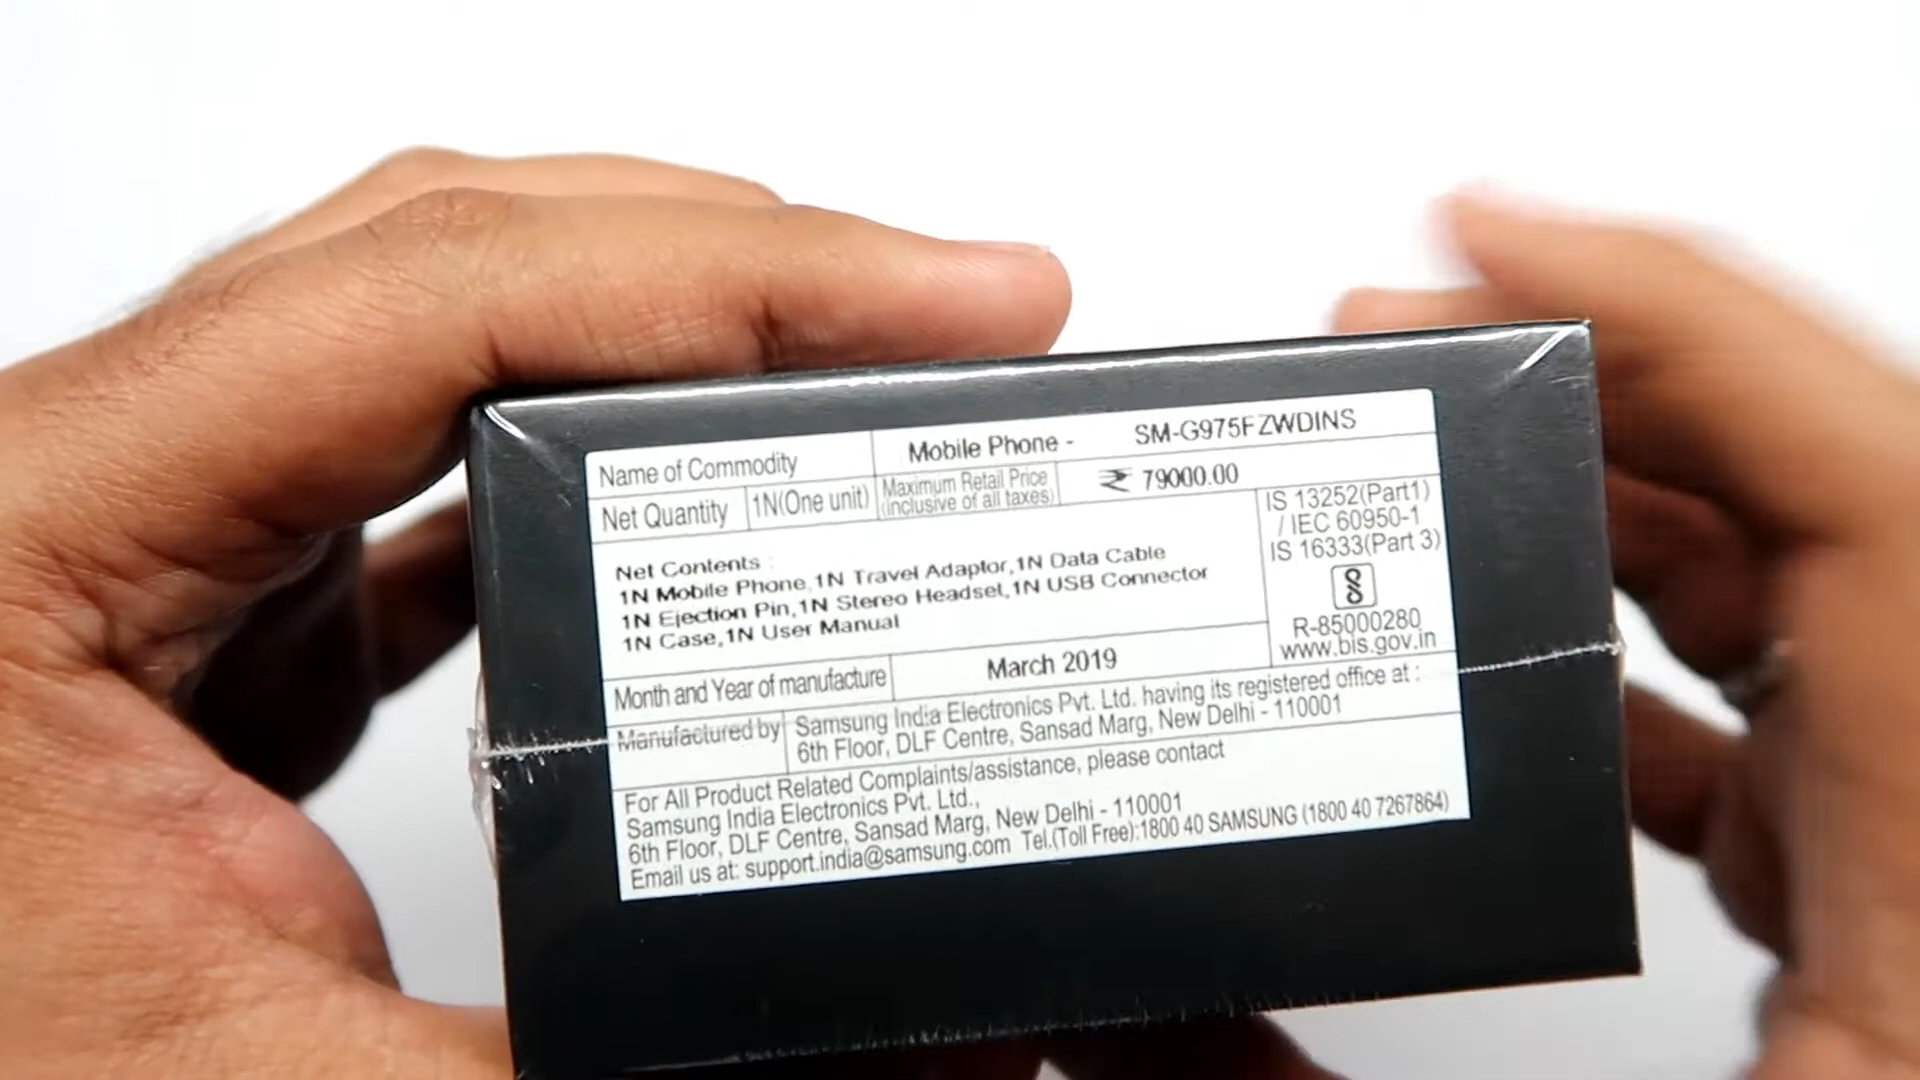 Name of Commodity Mobile Phone - SM-G975FZWDINS
Net Quantity 1N(One unit) Maximum Retail Price (inclusive of all taxes) ₹ 79000.00
IS 13252(Part1)
/ IEC 60950-1
IS 16333(Part 3)
R-85000280
www.bis.gov.in
Net Contents :
1N Mobile Phone,1N Travel Adaptor,1N Data Cable
1N Ejection Pin,1N Stereo Headset,1N USB Connector
1N Case,1N User Manual
Month and Year of manufacture March 2019
Manufactured by Samsung India Electronics Pvt. Ltd. having its registered office at :
6th Floor, DLF Centre, Sansad Marg, New Delhi - 110001
For All Product Related Complaints/assistance, please contact
Samsung India Electronics Pvt. Ltd.,
6th Floor, DLF Centre, Sansad Marg, New Delhi - 110001
Email us at: support.india@samsung.com Tel.(Toll Free):1800 40 SAMSUNG (1800 40 7267864)